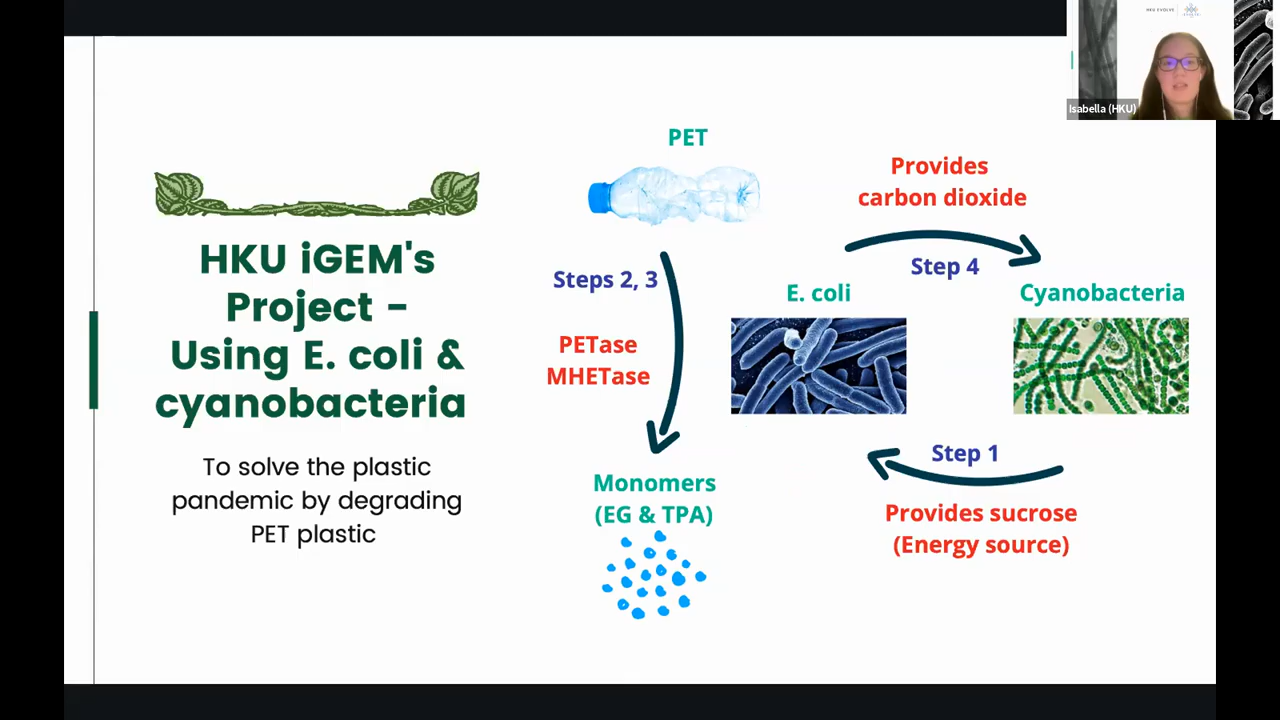 HKU EVOLVE
Isabella (HKU)
HKU iGEM's
Project -
Using E. coli &
cyanobacteria
To solve the plastic
pandemic by degrading
PET plastic
PET
Steps 2, 3
PETase
MHETase
Monomers
(EG & TPA)
Provides
carbon dioxide
Step 4
E. coli
Cyanobacteria
Step 1
Provides sucrose
(Energy source)